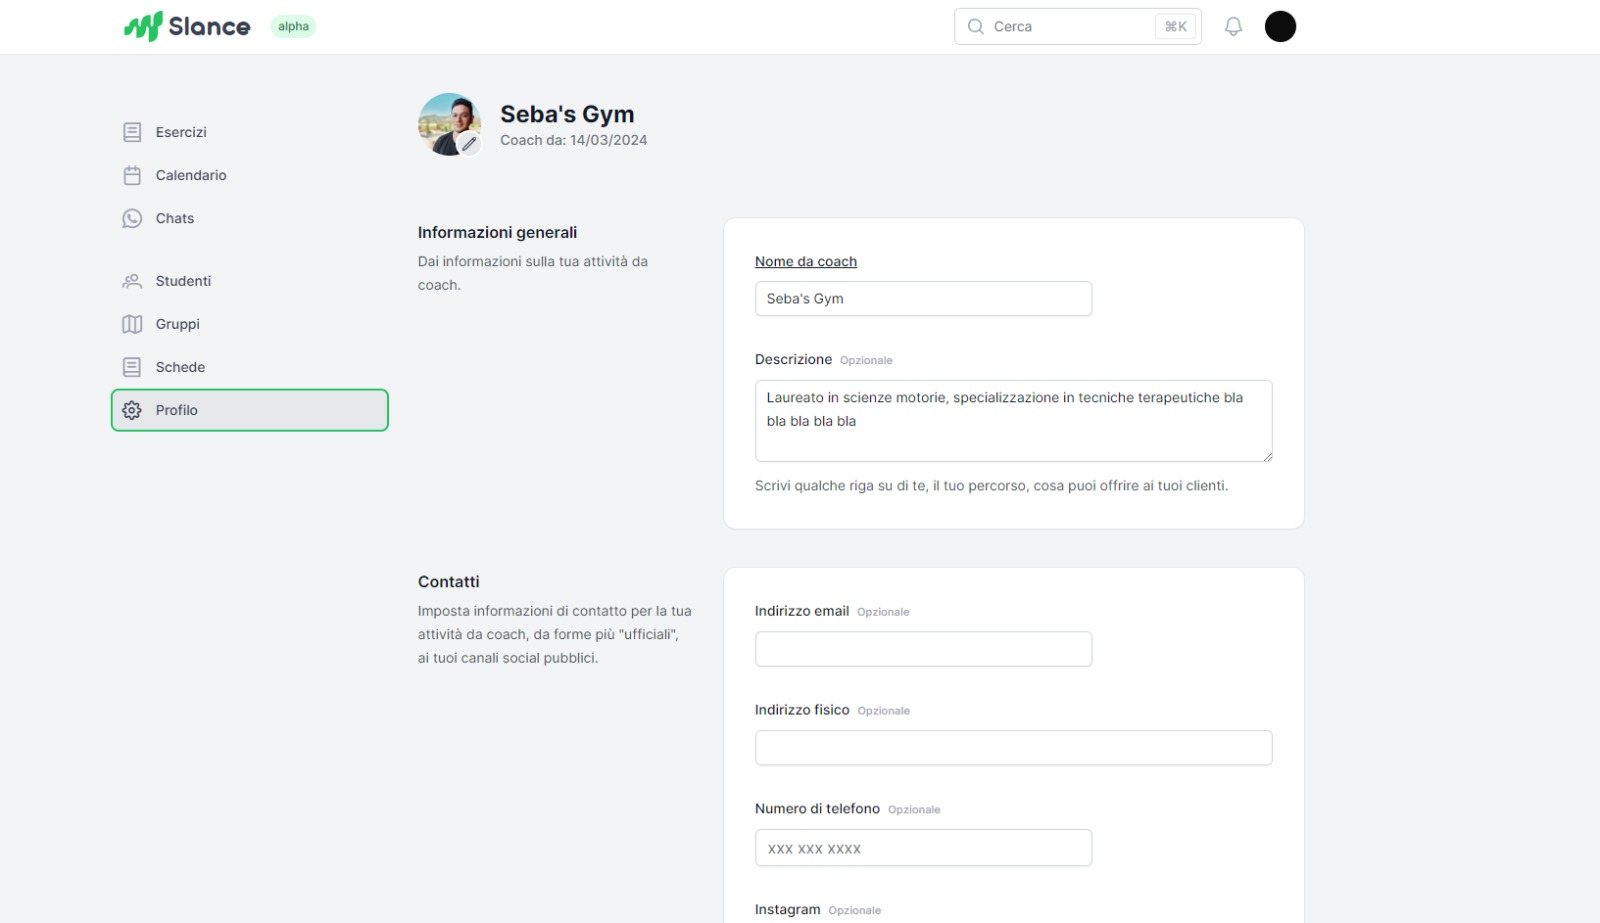 Slance
alpha
Cerca
⌘K
Esercizi
Calendario
Chats
Studenti
Gruppi
Schede
Profilo
Seba's Gym
Coach da: 14/03/2024
Informazioni generali
Dai informazioni sulla tua attività da
coach.
Nome da coach
Seba's Gym
Descrizione Opzionale
Laureato in scienze motorie, specializzazione in tecniche terapeutiche bla
bla bla bla bla
Scrivi qualche riga su di te, il tuo percorso, cosa puoi offrire ai tuoi clienti.
Contatti
Imposta informazioni di contatto per la tua
attività da coach, da forme più "ufficiali",
ai tuoi canali social pubblici.
Indirizzo email Opzionale
Indirizzo fisico Opzionale
Numero di telefono Opzionale
xxx xxx xxxx
Instagram Opzionale